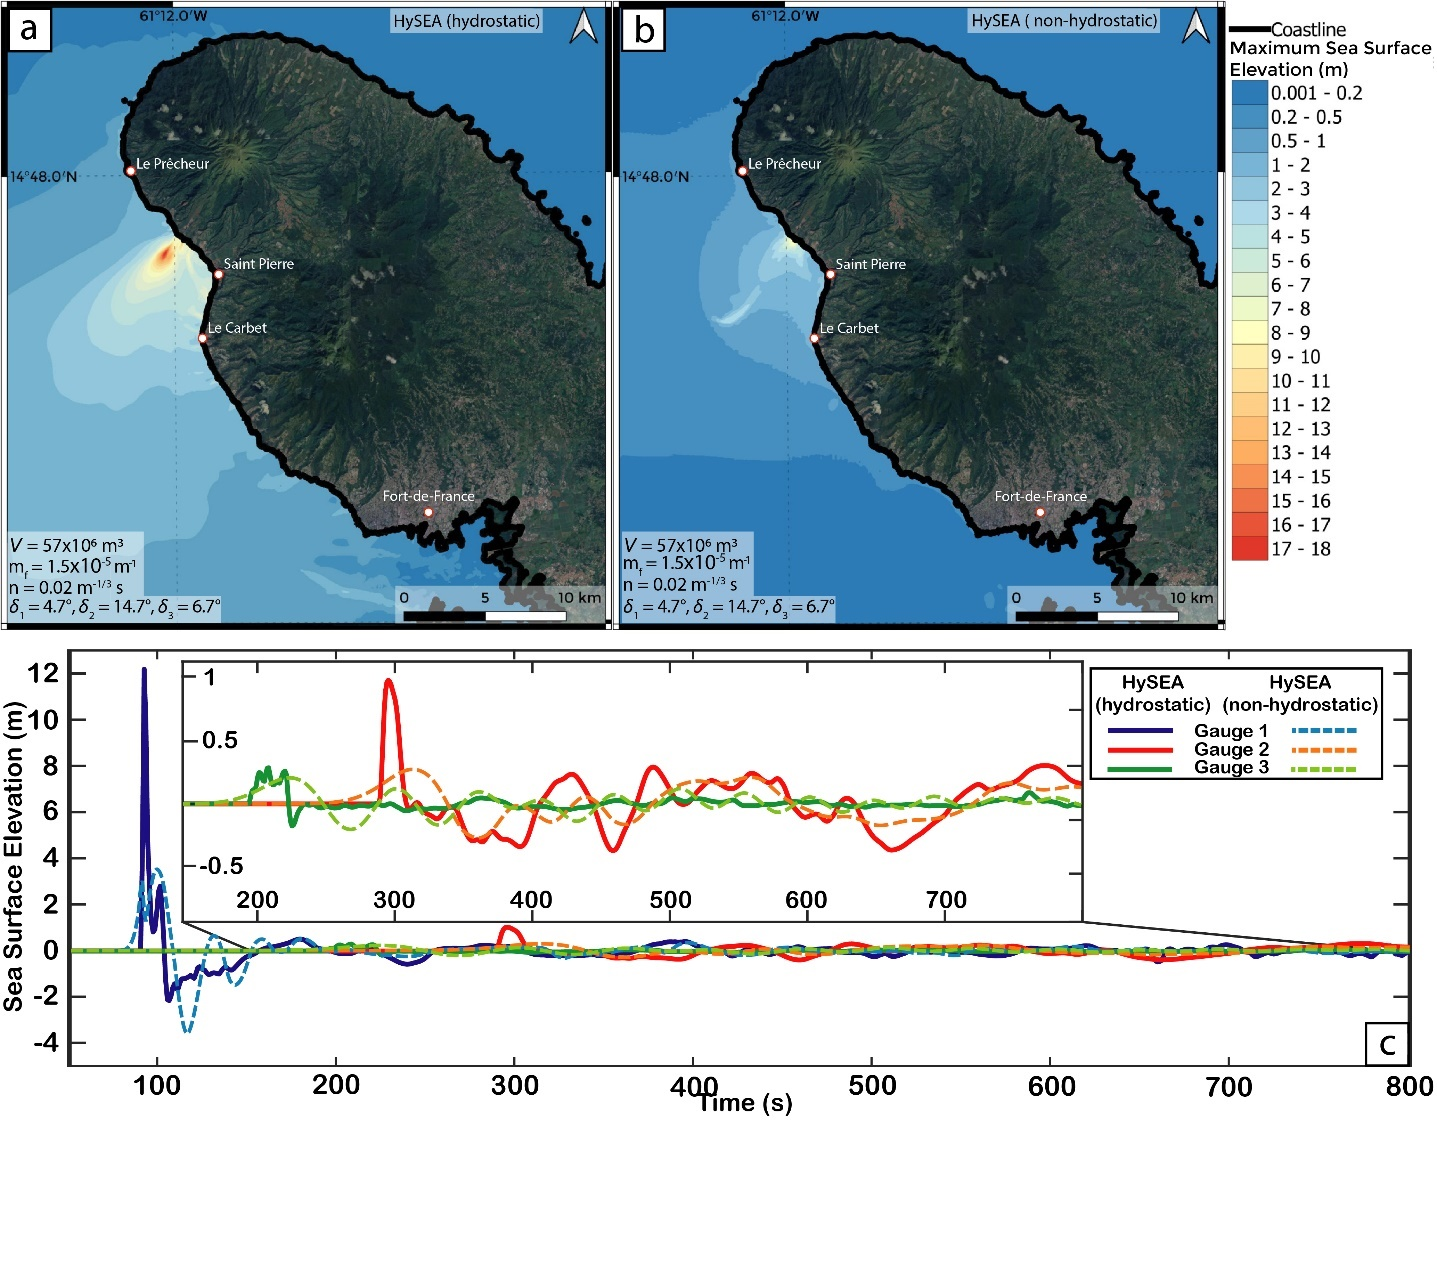 a
61°12.0'W
HySEA (hydrostatic)
14°48.0'N
Le Prêcheur
Saint Pierre
Le Carbet
Fort-de-France
V = 57x10⁶ m³
m_f = 1.5x10⁻⁵ m⁻¹
n = 0.02 m⁻¹/³ s
δ₁ = 4.7°, δ₂ = 14.7°, δ₃ = 6.7°
0 5 10 km
b
61°12.0'W
HySEA ( non-hydrostatic)
14°48.0'N
Le Prêcheur
Saint Pierre
Le Carbet
Fort-de-France
V = 57x10⁶ m³
m_f = 1.5x10⁻⁵ m⁻¹
n = 0.02 m⁻¹/³ s
δ₁ = 4.7°, δ₂ = 14.7°, δ₃ = 6.7°
0 5 10 km
Coastline
Maximum Sea Surface
Elevation (m)
0.001 - 0.2
0.2 - 0.5
0.5 - 1
1 - 2
2 - 3
3 - 4
4 - 5
5 - 6
6 - 7
7 - 8
8 - 9
9 - 10
10 - 11
11 - 12
12 - 13
13 - 14
14 - 15
15 - 16
16 - 17
17 - 18
Sea Surface Elevation (m)
12
10
8
6
4
2
0
-2
-4
1
0.5
-0.5
200 300 400 500 600 700
HySEA HySEA
(hydrostatic) (non-hydrostatic)
Gauge 1
Gauge 2
Gauge 3
c
100 200 300 400 500 600 700 800
Time (s)